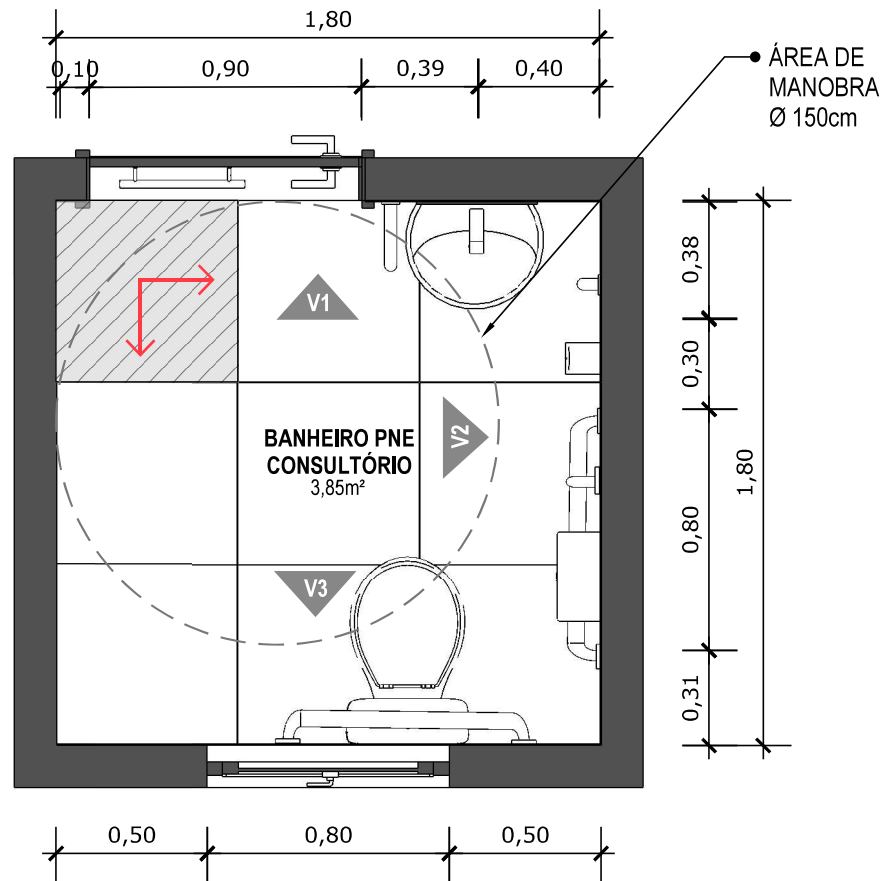 1,80
0,10
0,90
0,39
0,40
ÁREA DE
MANOBRA
Ø 150cm
V1
0,38
0,30
V2
BANHEIRO PNE
CONSULTÓRIO
3,85m²
1,80
0,80
V3
0,31
0,50
0,80
0,50